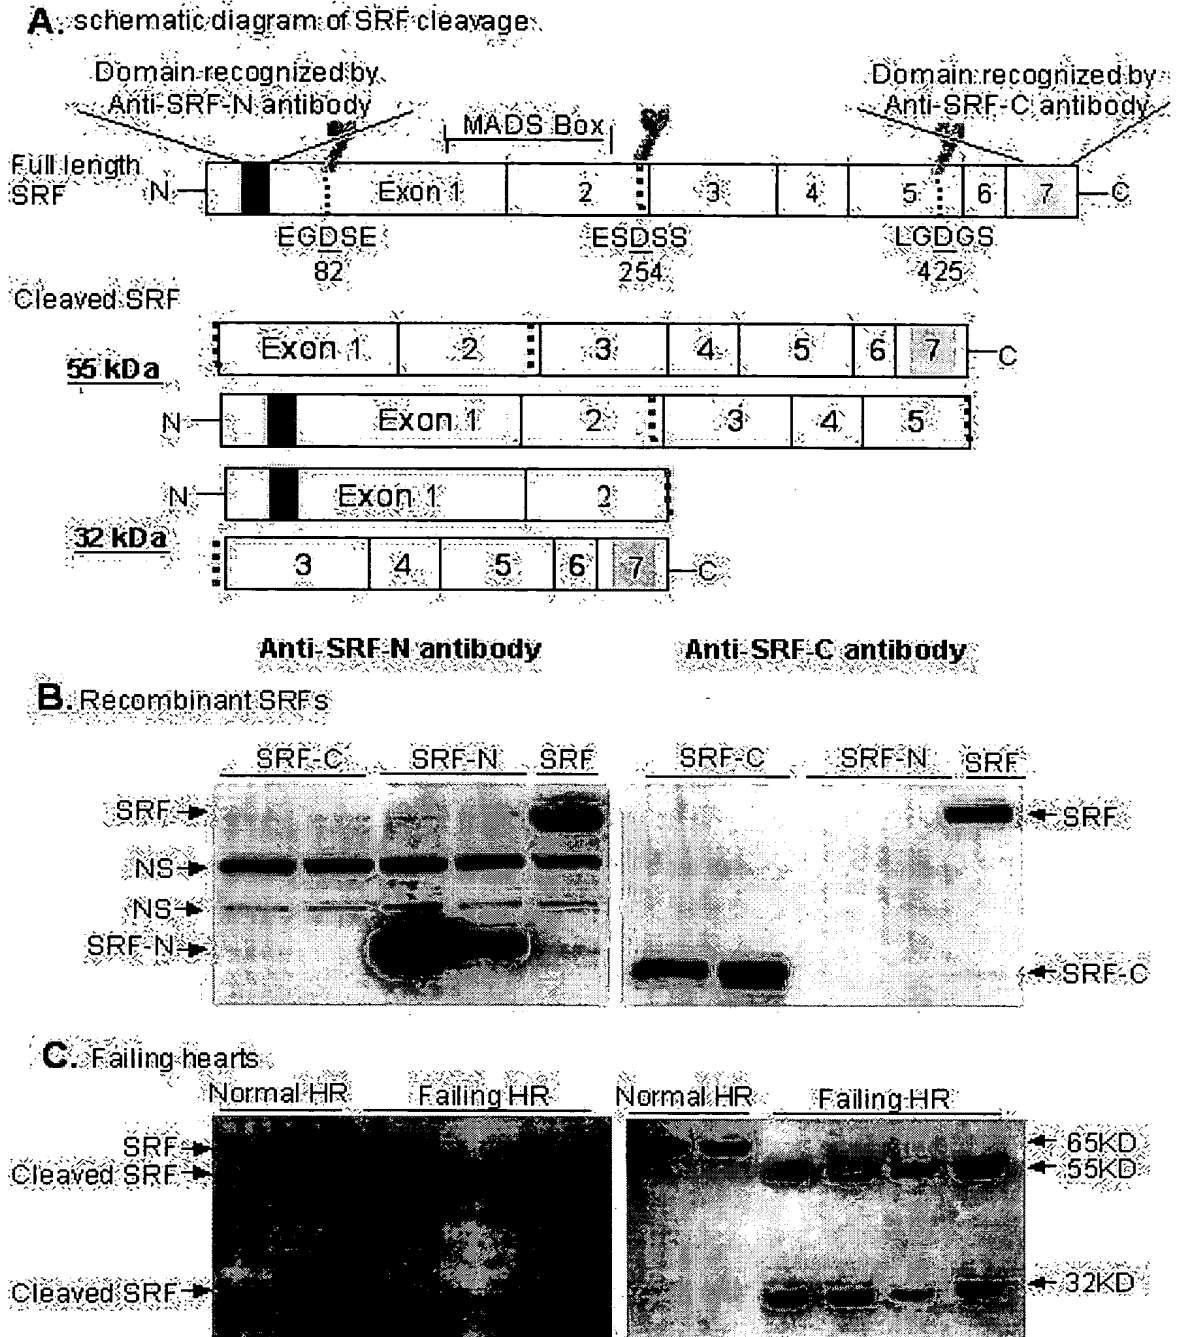 A. schematic diagram of SRF cleavage
Domain recognized by
Anti-SRF-N antibody
Domain recognized by
Anti-SRF-C antibody
MADS Box
Full length
SRF
N
Exon 1
2
3
4
5
6
7
C
EGDSE
82
ESDSS
254
LGDGS
425
Cleaved SRF
55 kDa
Exon 1
2
3
4
5
6
7
C
N
Exon 1
2
3
4
5
N
Exon 1
2
32 kDa
3
4
5
6
7
C
Anti-SRF-N antibody
Anti-SRF-C antibody
B. Recombinant SRFs
SRF-C
SRF-N
SRF
SRF-C
SRF-N
SRF
SRF
NS
NS
SRF-N
SRF
SRF-C
C. Failing hearts
Normal HR
Failing HR
Normal HR
Failing HR
SRF
Cleaved SRF
Cleaved SRF
65KD
55KD
32KD